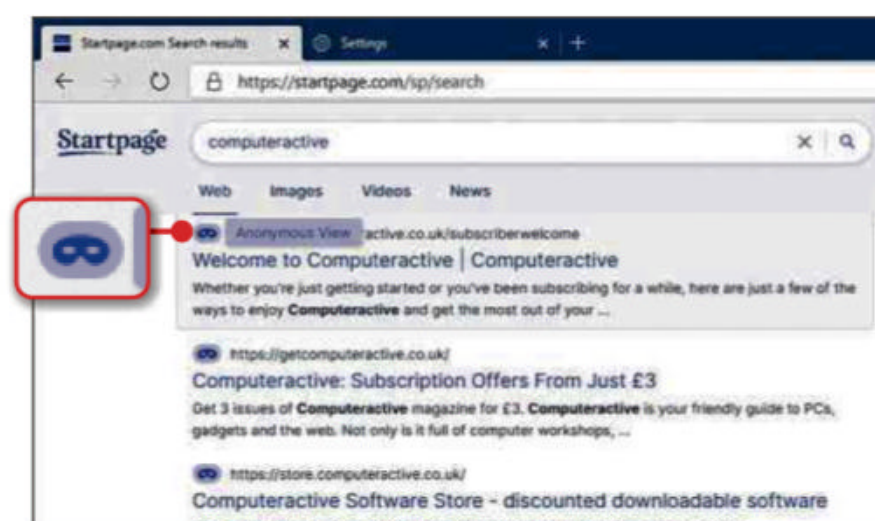 Startpage.com Search results
Settings
https://startpage.com/sp/search
Startpage
computeractive
Web Images Videos News
Anonymous View active.co.uk/subscriberwelcome
Welcome to Computeractive | Computeractive
Whether you're just getting started or you've been subscribing for a while, here are just a few of the
ways to enjoy Computeractive and get the most out of your ...
https://getcomputeractive.co.uk/
Computeractive: Subscription Offers From Just £3
Get 3 issues of Computeractive magazine for £3. Computeractive is your friendly guide to PCs,
gadgets and the web. Not only is it full of computer workshops, ...
https://store.computeractive.co.uk/
Computeractive Software Store - discounted downloadable software